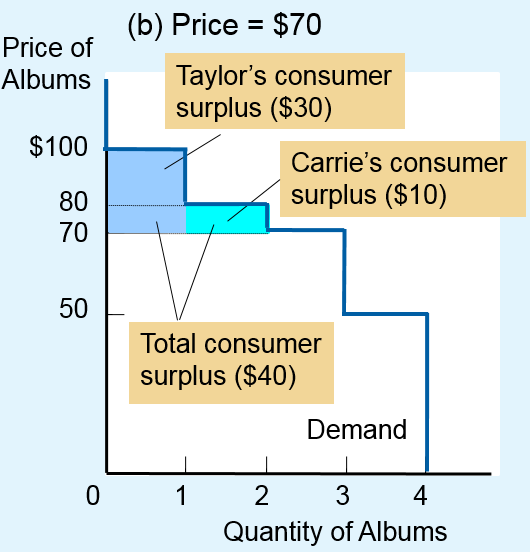 (b) Price = $70
Price of
Albums
Taylor’s consumer
surplus ($30)
$100
Carrie’s consumer
surplus ($10)
80
70
50
Total consumer
surplus ($40)
Demand
0
1
2
3
4
Quantity of Albums